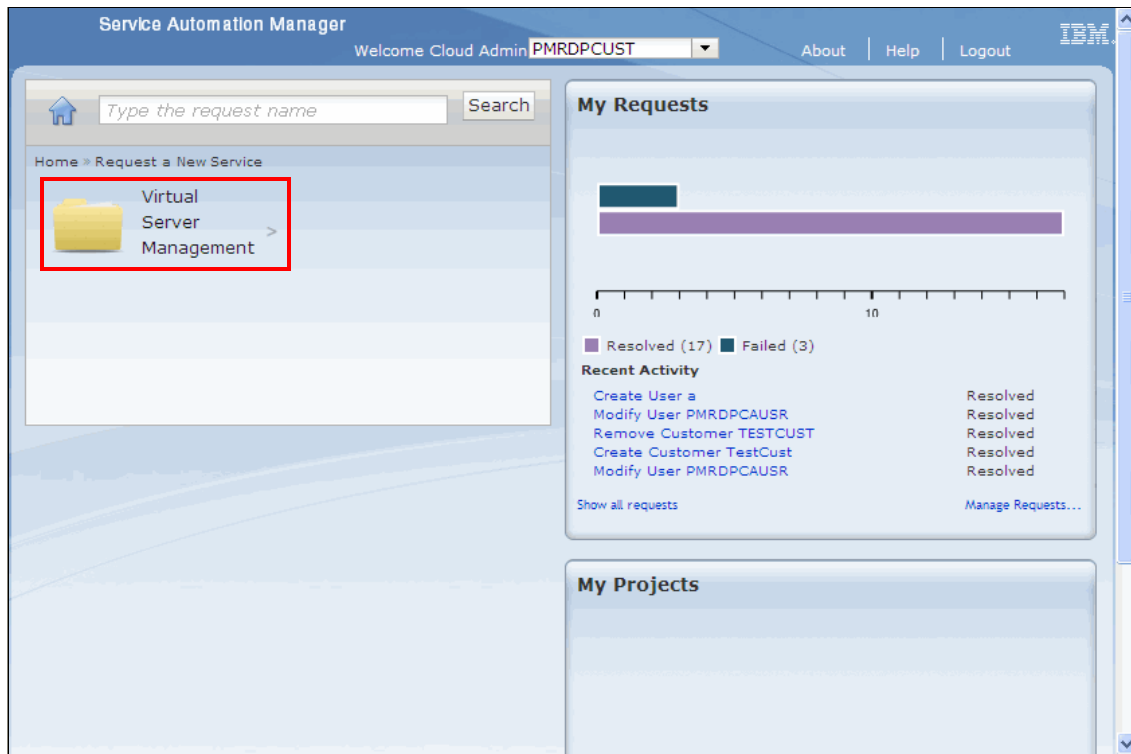 Service Automation Manager
Welcome Cloud Admin PMRDPCUST
About Help Logout
IBM.
Type the request name
Search
Home » Request a New Service
Virtual
Server
Management >
My Requests
0 10
Resolved (17) Failed (3)
Recent Activity
Create User a Resolved
Modify User PMRDPCAUSR Resolved
Remove Customer TESTCUST Resolved
Create Customer TestCust Resolved
Modify User PMRDPCAUSR Resolved
Show all requests Manage Requests...
My Projects